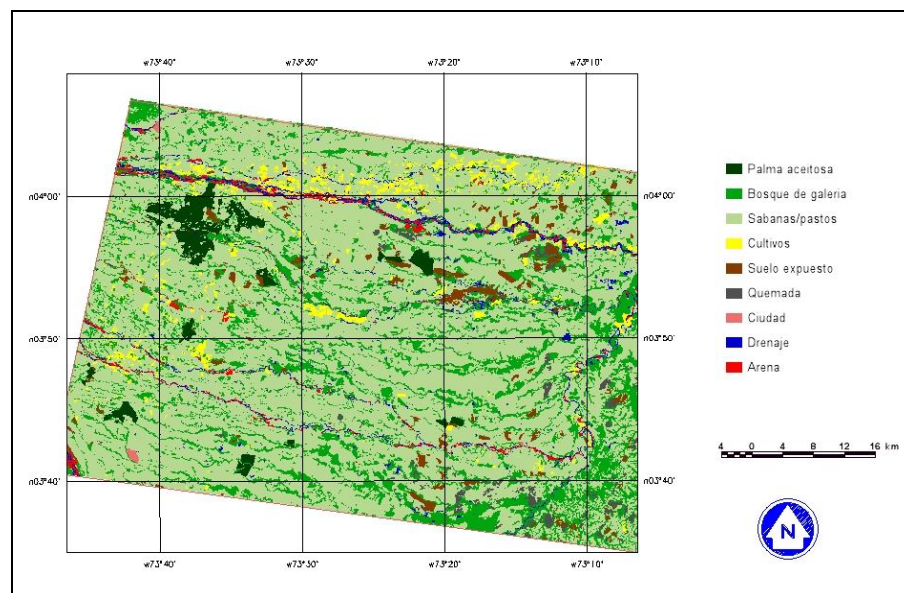 w73°40' w73°30' w73°20' w73°10'
n04°00' n04°00'
n03°50' n03°50'
n03°40' n03°40'
w73°40' w73°30' w73°20' w73°10'
Palma aceitosa
Bosque de galeria
Sabanas/pastos
Cultivos
Suelo expuesto
Quemada
Ciudad
Drenaje
Arena
4 0 4 8 12 16 km
N